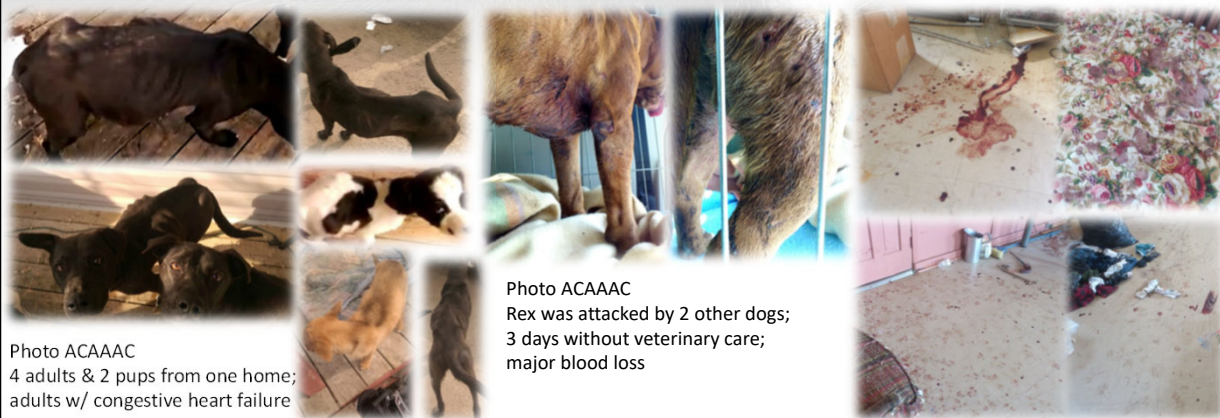 Photo ACAAAC
4 adults & 2 pups from one home;
adults w/ congestive heart failure
Photo ACAAAC
Rex was attacked by 2 other dogs;
3 days without veterinary care;
major blood loss